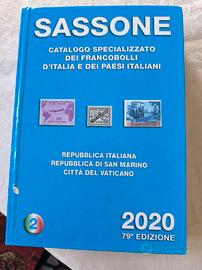 SASSONE
CATALOGO SPECIALIZZATO
DEI FRANCOBOLLI
D'ITALIA E DEI PAESI ITALIANI
REPUBBLICA ITALIANA
REPUBBLICA DI SAN MARINO
CITTÀ DEL VATICANO
2
2020
79ª EDIZIONE
subito